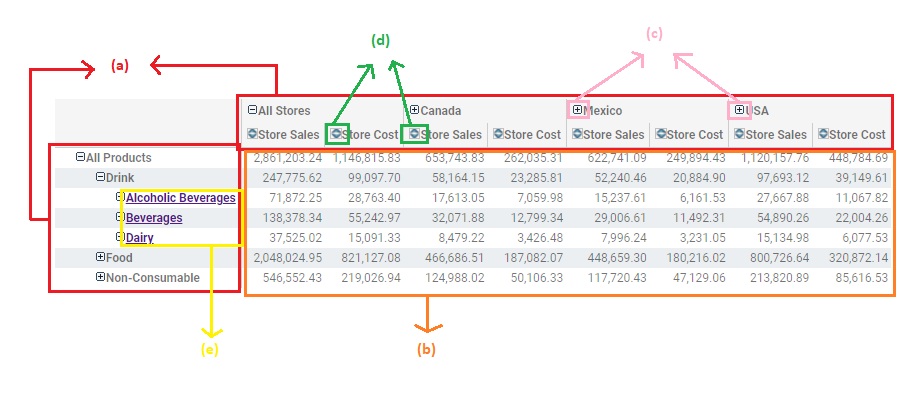 (d)
(c)
(a)
All Stores Canada Mexico USA
Store Sales Store Cost Store Sales Store Cost Store Sales Store Cost Store Sales Store Cost
All Products 2,861,203.24 1,146,815.83 653,743.83 262,035.31 622,741.09 249,894.43 1,120,157.76 448,784.69
Drink 247,775.62 99,097.70 58,164.15 23,285.81 52,240.46 20,884.90 97,693.12 39,149.61
Alcoholic Beverages 71,872.25 28,763.40 17,613.05 7,059.98 15,237.61 6,161.53 27,667.88 11,067.82
Beverages 138,378.34 55,242.97 32,071.88 12,799.34 29,006.61 11,492.31 54,890.26 22,004.26
Dairy 37,525.02 15,091.33 8,479.22 3,426.48 7,996.24 3,231.05 15,134.98 6,077.53
Food 2,048,024.95 821,127.08 466,686.51 187,082.07 448,659.30 180,216.02 800,726.64 320,872.14
Non-Consumable 546,552.43 219,026.94 124,988.02 50,106.33 117,720.43 47,129.06 213,820.89 85,616.53
(e)
(b)